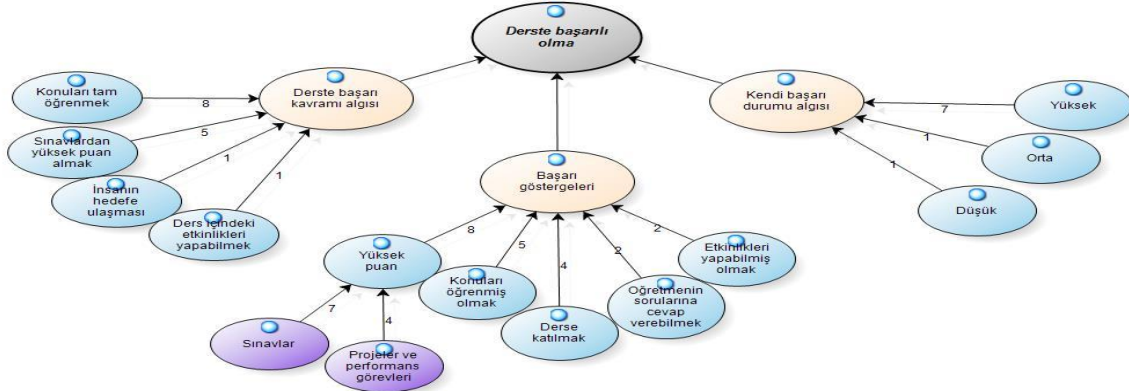 Derste başarılı
olma
Derste başarı
kavramı algısı
Kendi başarı
durumu algısı
Konuları tam
öğrenmek
8
Sınavlardan
yüksek puan
almak
5
İnsanın
hedefe
ulaşması
1
Ders içindeki
etkinlikleri
yapabilmek
1
Yüksek
7
Orta
1
Düşük
1
Başarı
göstergeleri
Yüksek
puan
8
Konuları
öğrenmiş
olmak
5
Derse
katılmak
4
Öğretmenin
sorularına
cevap
verebilmek
2
Etkinlikleri
yapabilmiş
olmak
2
Sınavlar
7
Projeler ve
performans
görevleri
4